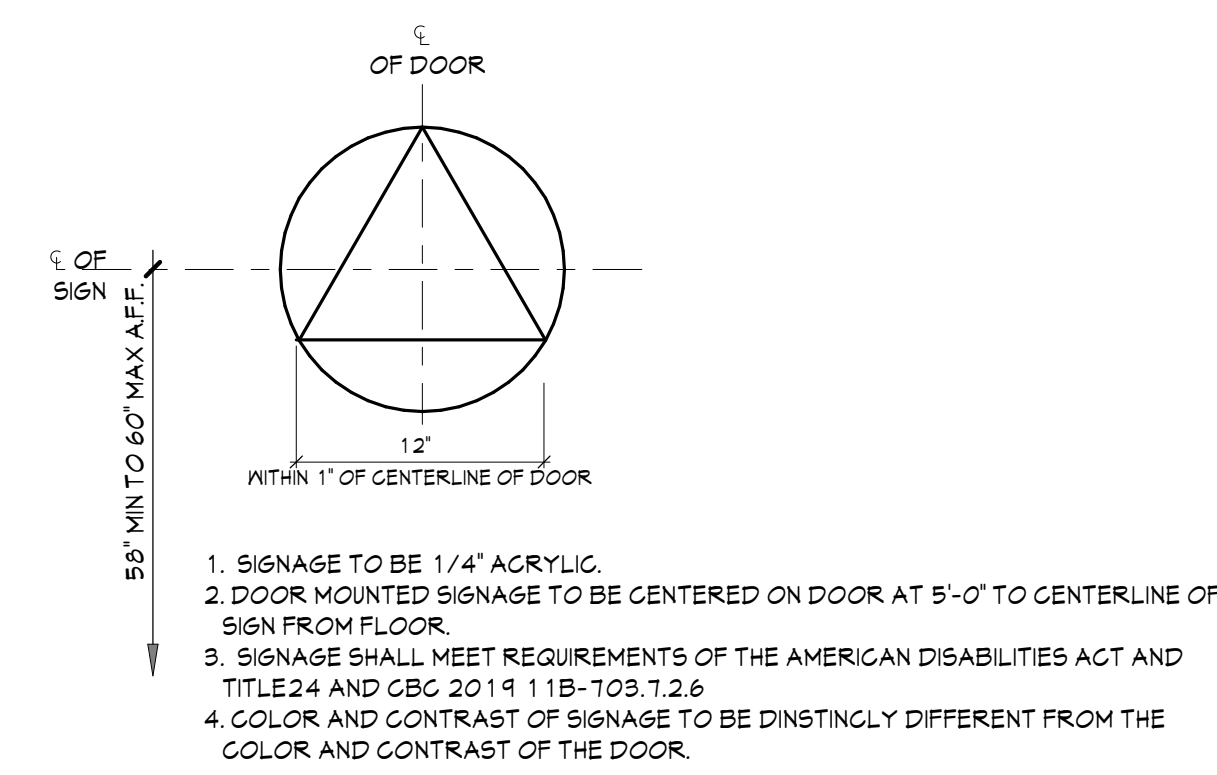 ℄
OF DOOR
℄ OF
SIGN
58" MIN TO 60" MAX A.F.F.
12"
WITHIN 1" OF CENTERLINE OF DOOR
1. SIGNAGE TO BE 1/4" ACRYLIC.
2. DOOR MOUNTED SIGNAGE TO BE CENTERED ON DOOR AT 5'-0" TO CENTERLINE OF
SIGN FROM FLOOR.
3. SIGNAGE SHALL MEET REQUIREMENTS OF THE AMERICAN DISABILITIES ACT AND
TITLE24 AND CBC 2019 11B-703.7.2.6
4. COLOR AND CONTRAST OF SIGNAGE TO BE DINSTINCLY DIFFERENT FROM THE
COLOR AND CONTRAST OF THE DOOR.